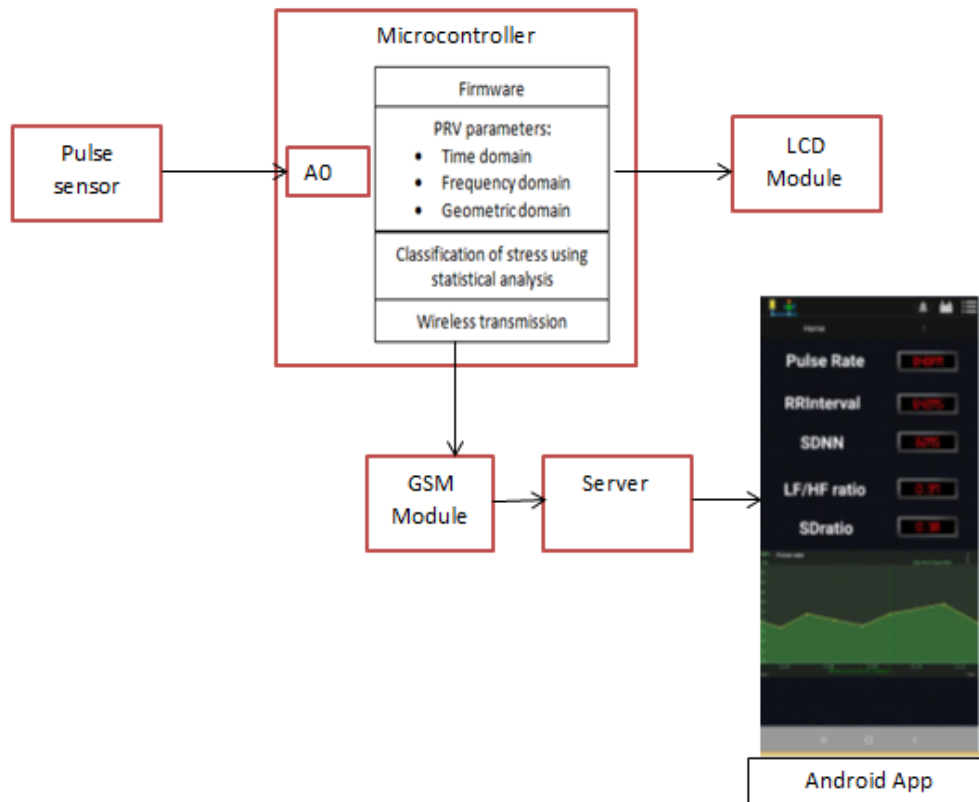 Microcontroller
Firmware
PRV parameters:
• Time domain
• Frequency domain
• Geometric domain
Classification of stress using
statistical analysis
Wireless transmission
Pulse
sensor
A0
LCD
Module
GSM
Module
Server
Home
Pulse Rate
RRInterval
SDNN
LF/HF ratio
SDratio
Android App